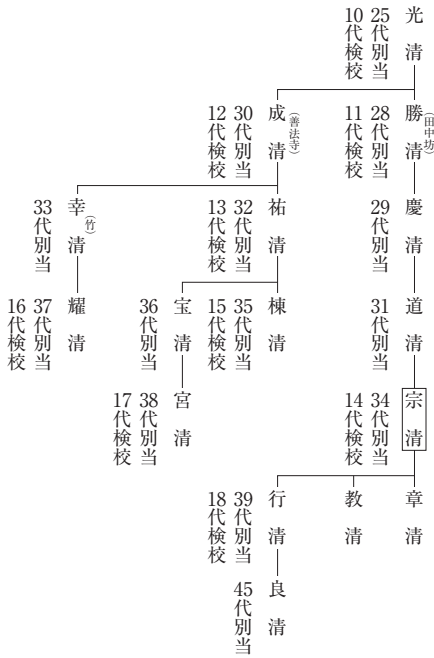 光清
25代別当
10代検校
勝清
(田中坊)
28代別当
11代検校
成清
(善法寺)
30代別当
12代検校
慶清
29代別当
祐清
32代別当
13代検校
幸清
(竹)
33代別当
道清
31代別当
棟清
35代別当
15代検校
宝清
36代別当
耀清
37代別当
16代検校
宗清
34代別当
14代検校
宮清
38代別当
17代検校
章清
教清
行清
39代別当
18代検校
良清
45代別当